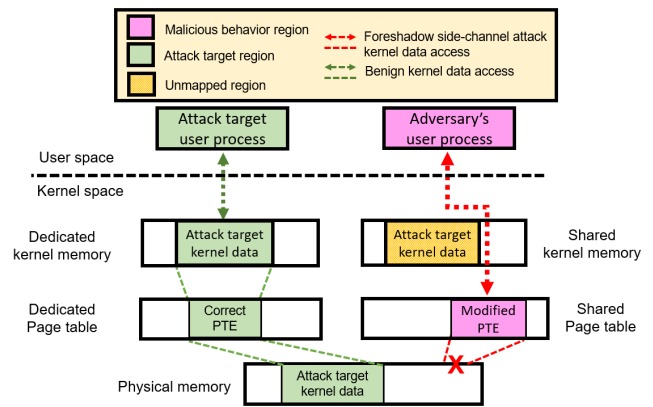 Malicious behavior region
Attack target region
Unmapped region
Foreshadow side-channel attack
kernel data access
Benign kernel data access
Attack target
user process
Adversary's
user process
User space
Kernel space
Dedicated
kernel memory
Attack target
kernel data
Attack target
kernel data
Shared
kernel memory
Dedicated
Page table
Correct
PTE
Modified
PTE
Shared
Page table
X
Physical memory
Attack target
kernel data